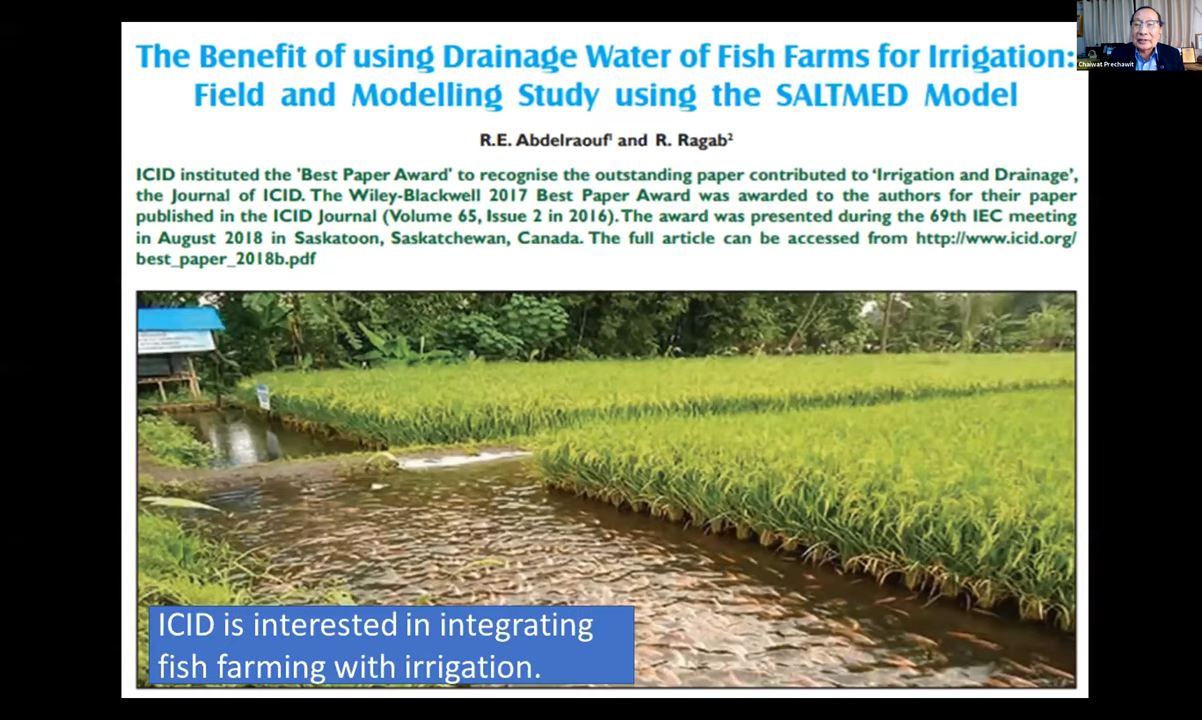 The Benefit of using Drainage Water of Fish Farms for Irrigation:
Field and Modelling Study using the SALTMED Model
R.E. Abdelraouf¹ and R. Ragab²
ICID instituted the 'Best Paper Award' to recognise the outstanding paper contributed to ‘Irrigation and Drainage’,
the Journal of ICID. The Wiley-Blackwell 2017 Best Paper Award was awarded to the authors for their paper
published in the ICID Journal (Volume 65, Issue 2 in 2016). The award was presented during the 69th IEC meeting
in August 2018 in Saskatoon, Saskatchewan, Canada. The full article can be accessed from http://www.icid.org/
best_paper_2018b.pdf
ICID is interested in integrating
fish farming with irrigation.
Chaiwat Prechawit